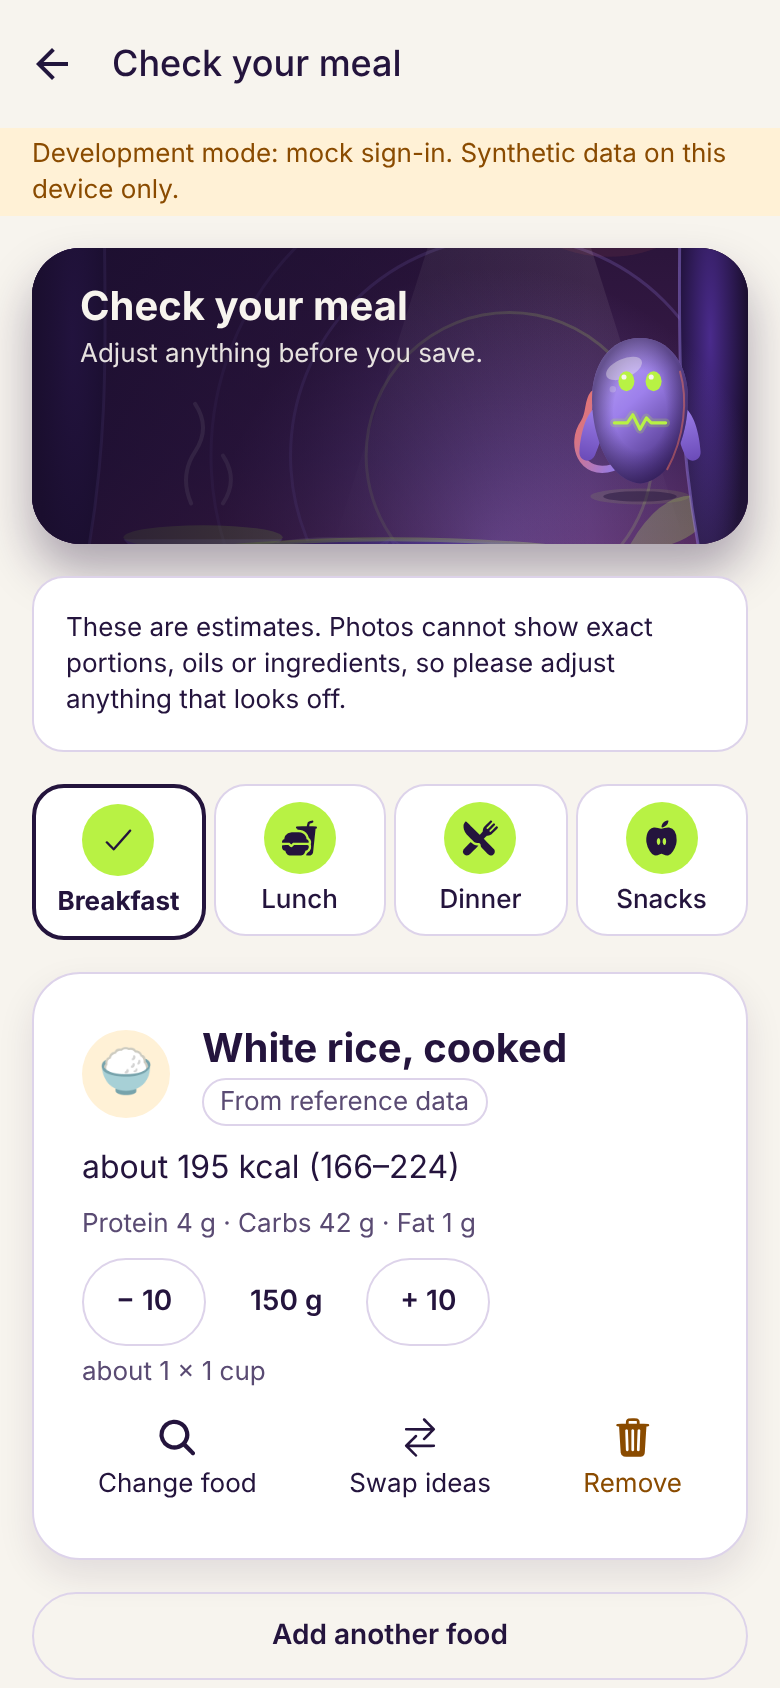 Check your meal
Development mode: mock sign-in. Synthetic data on this
device only.
Check your meal
Adjust anything before you save.
These are estimates. Photos cannot show exact
portions, oils or ingredients, so please adjust
anything that looks off.
Breakfast
Lunch
Dinner
Snacks
White rice, cooked
From reference data
about 195 kcal (166–224)
Protein 4 g · Carbs 42 g · Fat 1 g
− 10
150 g
+ 10
about 1 × 1 cup
Change food
Swap ideas
Remove
Add another food